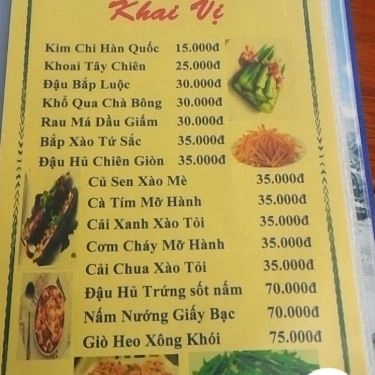 Khai Vị
Kim Chi Hàn Quốc 15.000đ
Khoai Tây Chiên 25.000đ
Đậu Bắp Luộc 30.000đ
Khổ Qua Chà Bông 30.000đ
Rau Má Dầu Giấm 30.000đ
Bắp Xào Tứ Sắc 35.000đ
Đậu Hủ Chiên Giòn 35.000đ
Củ Sen Xào Mè 35.000đ
Cà Tím Mỡ Hành 35.000đ
Cải Xanh Xào Tỏi 35.000đ
Cơm Cháy Mỡ Hành 35.000đ
Cải Chua Xào Tỏi 35.000đ
Đậu Hủ Trứng sốt nấm 70.000đ
Nấm Nướng Giấy Bạc 70.000đ
Giò Heo Xông Khói 75.000đ